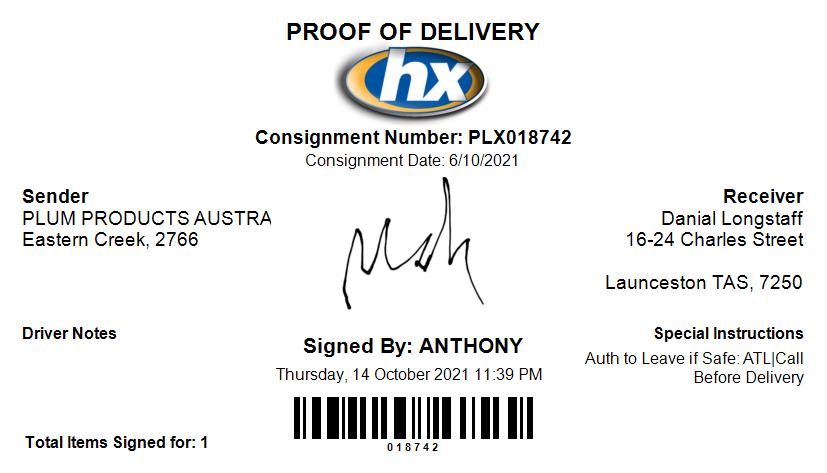 PROOF OF DELIVERY
hx
Consignment Number: PLX018742
Consignment Date: 6/10/2021
Sender
PLUM PRODUCTS AUSTRA
Eastern Creek, 2766
Receiver
Danial Longstaff
16-24 Charles Street
Launceston TAS, 7250
Driver Notes
Signed By: ANTHONY
Thursday, 14 October 2021 11:39 PM
Special Instructions
Auth to Leave if Safe: ATL|Call
Before Delivery
018742
Total Items Signed for: 1